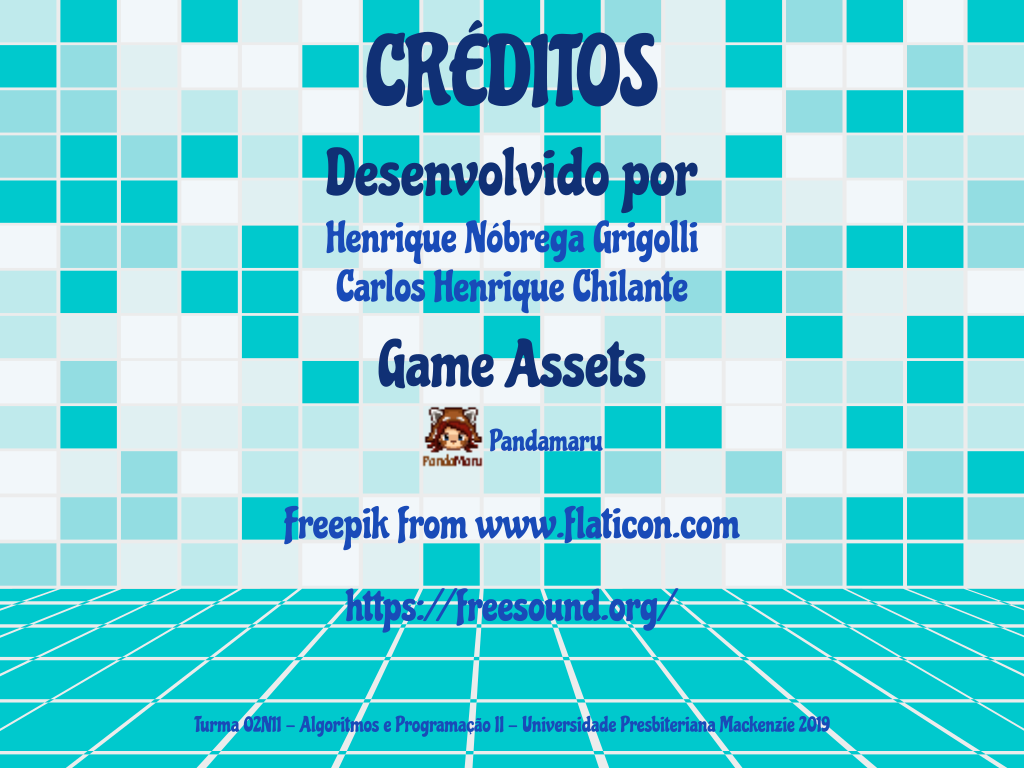 CRÉDITOS
Desenvolvido por
Henrique Nóbrega Grigolli
Carlos Henrique Chilante
Game Assets
PandaMaru
Pandamaru
Freepik from www.flaticon.com
https://freesound.org/
Turma 02N11 - Algoritmos e Programação II - Universidade Presbiteriana Mackenzie 2019